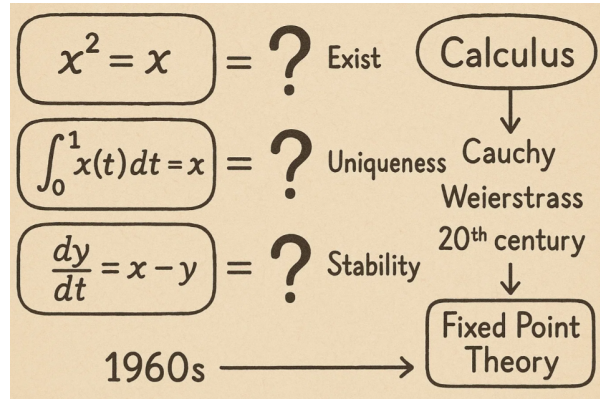 x² = x = ? Exist
∫₀¹ x(t) dt = x = ? Uniqueness
dy/dt = x − y = ? Stability
1960s
Calculus
Cauchy
Weierstrass
20th century
Fixed Point
Theory